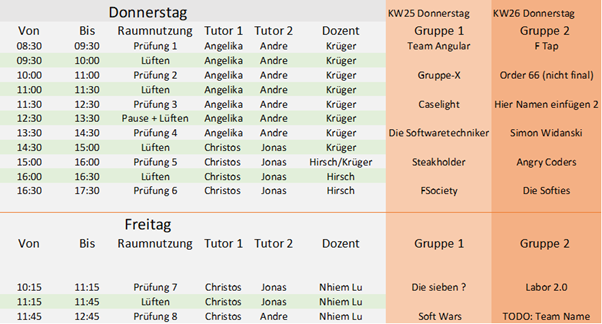 Donnerstag KW25 Donnerstag KW26 Donnerstag
Von Bis Raumnutzung Tutor 1 Tutor 2 Dozent Gruppe 1 Gruppe 2
08:30 09:30 Prüfung 1 Angelika Andre Krüger Team Angular F Tap
09:30 10:00 Lüften Angelika Andre Krüger
10:00 11:00 Prüfung 2 Angelika Andre Krüger Gruppe-X Order 66 (nicht final)
11:00 11:30 Lüften Angelika Andre Krüger
11:30 12:30 Prüfung 3 Angelika Andre Krüger Caselight Hier Namen einfügen 2
12:30 13:30 Pause + Lüften Angelika Andre Krüger
13:30 14:30 Prüfung 4 Angelika Andre Krüger Die Softwaretechniker Simon Widanski
14:30 15:00 Lüften Christos Jonas Krüger
15:00 16:00 Prüfung 5 Christos Jonas Hirsch/Krüger Steakholder Angry Coders
16:00 16:30 Lüften Christos Jonas Hirsch
16:30 17:30 Prüfung 6 Christos Jonas Hirsch FSociety Die Softies
Freitag
Von Bis Raumnutzung Tutor 1 Tutor 2 Dozent Gruppe 1 Gruppe 2
10:15 11:15 Prüfung 7 Christos Jonas Nhiem Lu Die sieben ? Labor 2.0
11:15 11:45 Lüften Christos Jonas Nhiem Lu
11:45 12:45 Prüfung 8 Christos Andre Nhiem Lu Soft Wars TODO: Team Name